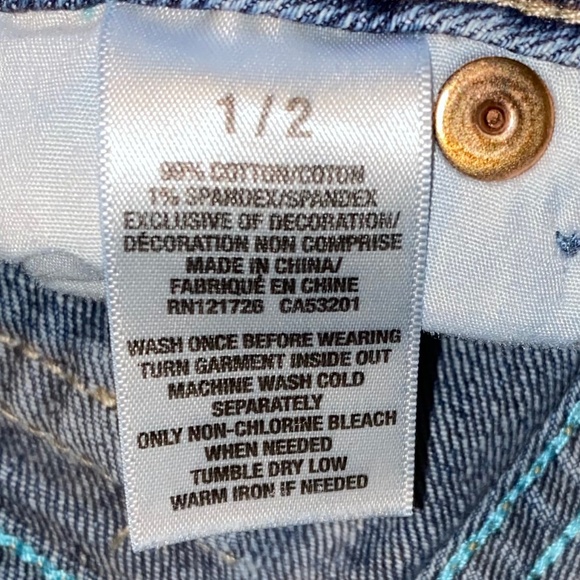 1 / 2
99% COTTON/COTON
1% SPANDEX/SPANDEX
EXCLUSIVE OF DECORATION/
DÉCORATION NON COMPRISE
MADE IN CHINA/
FABRIQUÉ EN CHINE
RN121726 CA53201
WASH ONCE BEFORE WEARING
TURN GARMENT INSIDE OUT
MACHINE WASH COLD
SEPARATELY
ONLY NON-CHLORINE BLEACH
WHEN NEEDED
TUMBLE DRY LOW
WARM IRON IF NEEDED